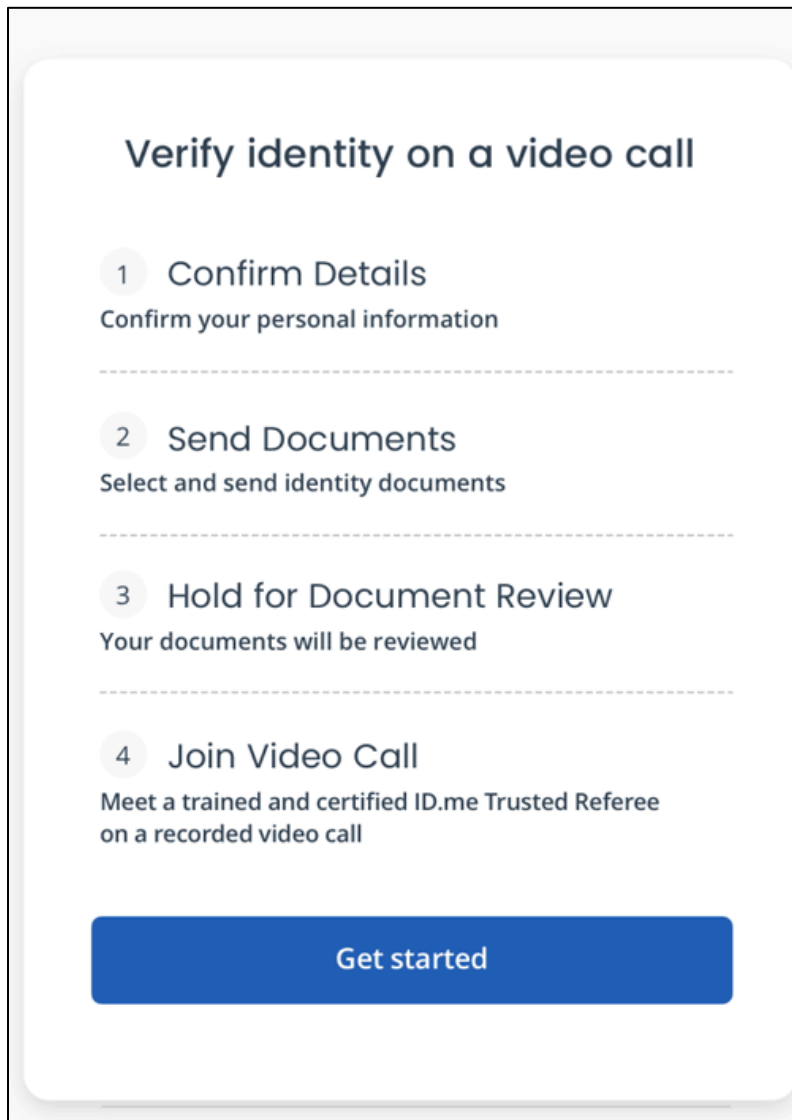 Verify identity on a video call
1 Confirm Details
Confirm your personal information
2 Send Documents
Select and send identity documents
3 Hold for Document Review
Your documents will be reviewed
4 Join Video Call
Meet a trained and certified ID.me Trusted Referee
on a recorded video call
Get started